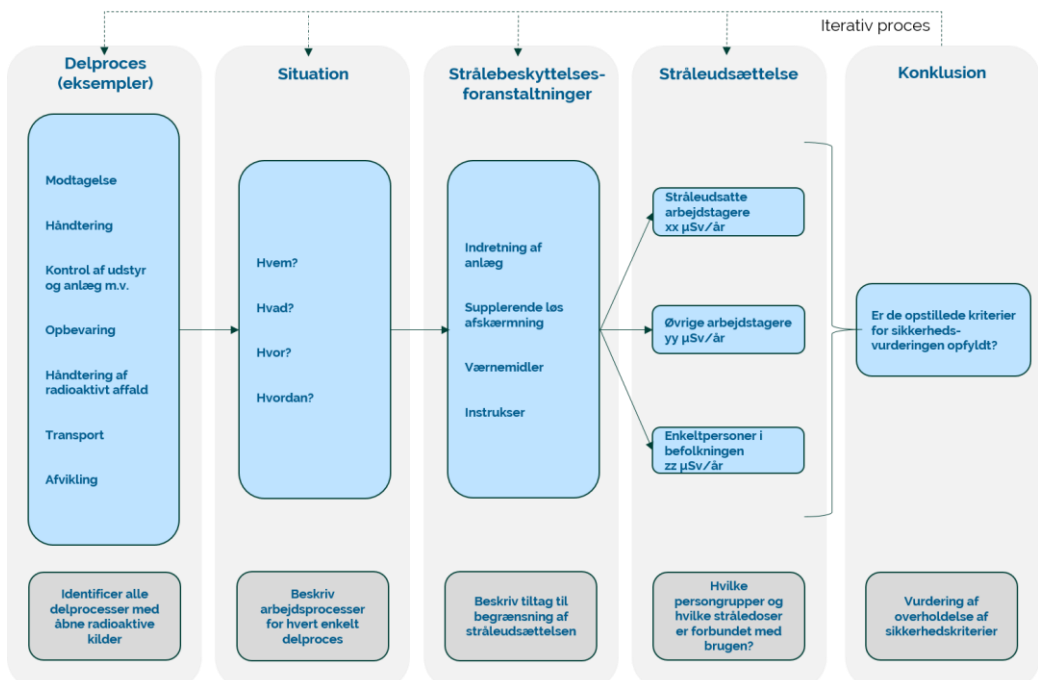 Iterativ proces
Delproces
(eksempler)
Modtagelse
Håndtering
Kontrol af udstyr
og anlæg m.v.
Opbevaring
Håndtering af
radioaktivt affald
Transport
Afvikling
Identificer alle
delprocesser med
åbne radioaktive
kilder
Situation
Hvem?
Hvad?
Hvor?
Hvordan?
Beskriv
arbejdsprocesser
for hvert enkelt
delproces
Strålebeskyttelses-
foranstaltninger
Indretning af
anlæg
Supplerende løs
afskærmning
Værnemidler
Instrukser
Beskriv tiltag til
begrænsning af
stråleudsættelsen
Stråleudsættelse
Stråleudsatte
arbejdstagere
xx µSv/år
Øvrige arbejdstagere
yy µSv/år
Enkeltpersoner i
befolkningen
zz µSv/år
Hvilke
persongrupper og
hvilke stråledoser
er forbundet med
brugen?
Konklusion
Er de opstillede kriterier
for sikkerheds-
vurderingen opfyldt?
Vurdering af
overholdelse af
sikkerhedskriterier